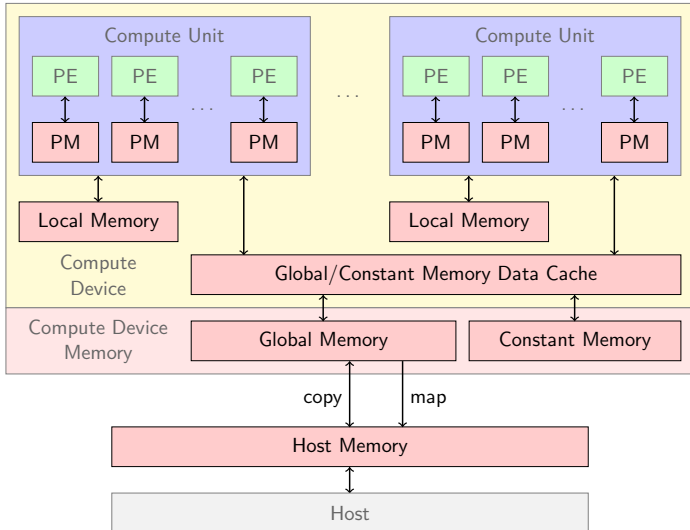 Compute Unit
Compute Unit
PE PE PE PE PE PE
. . . . . . . . .
PM PM PM PM PM PM
Local Memory Local Memory
Compute
Device
Global/Constant Memory Data Cache
Compute Device
Memory
Global Memory Constant Memory
copy map
Host Memory
Host